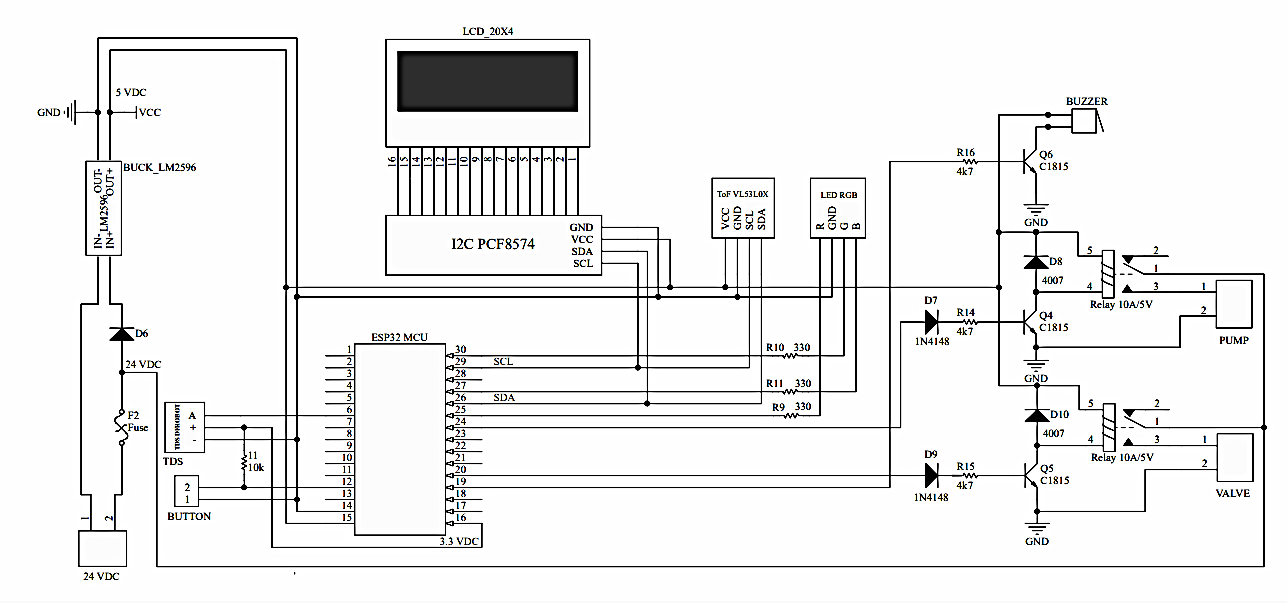 LCD_20X4
5 VDC
GND
VCC
BUCK_LM2596
OUT-
OUT+
LM2596
IN-
IN+
16 15 14 13 12 11 10 9 8 7 6 5 4 3 2 1
I2C PCF8574
GND
VCC
SDA
SCL
ToF VL53L0X
VCC
GND
SCL
SDA
LED RGB
R
GND
G
B
BUZZER
R16
4k7
Q6
C1815
GND
D8
4007
5
4
2
1
3
Relay 10A/5V
1
2
PUMP
D7
1N4148
R14
4k7
Q4
C1815
GND
D10
4007
5
4
2
1
3
Relay 10A/5V
1
2
VALVE
D9
1N4148
R15
4k7
Q5
C1815
GND
D6
24 VDC
F2
Fuse
1
2
24 VDC
TDS DFROBOT
A
+
-
TDS
11
10k
2
1
BUTTON
ESP32 MCU
1
2
3
4
5
6
7
8
9
10
11
12
13
14
15
30
29
28
27
26
25
24
23
22
21
20
19
18
17
16
SCL
SDA
3.3 VDC
R10 330
R11 330
R9 330